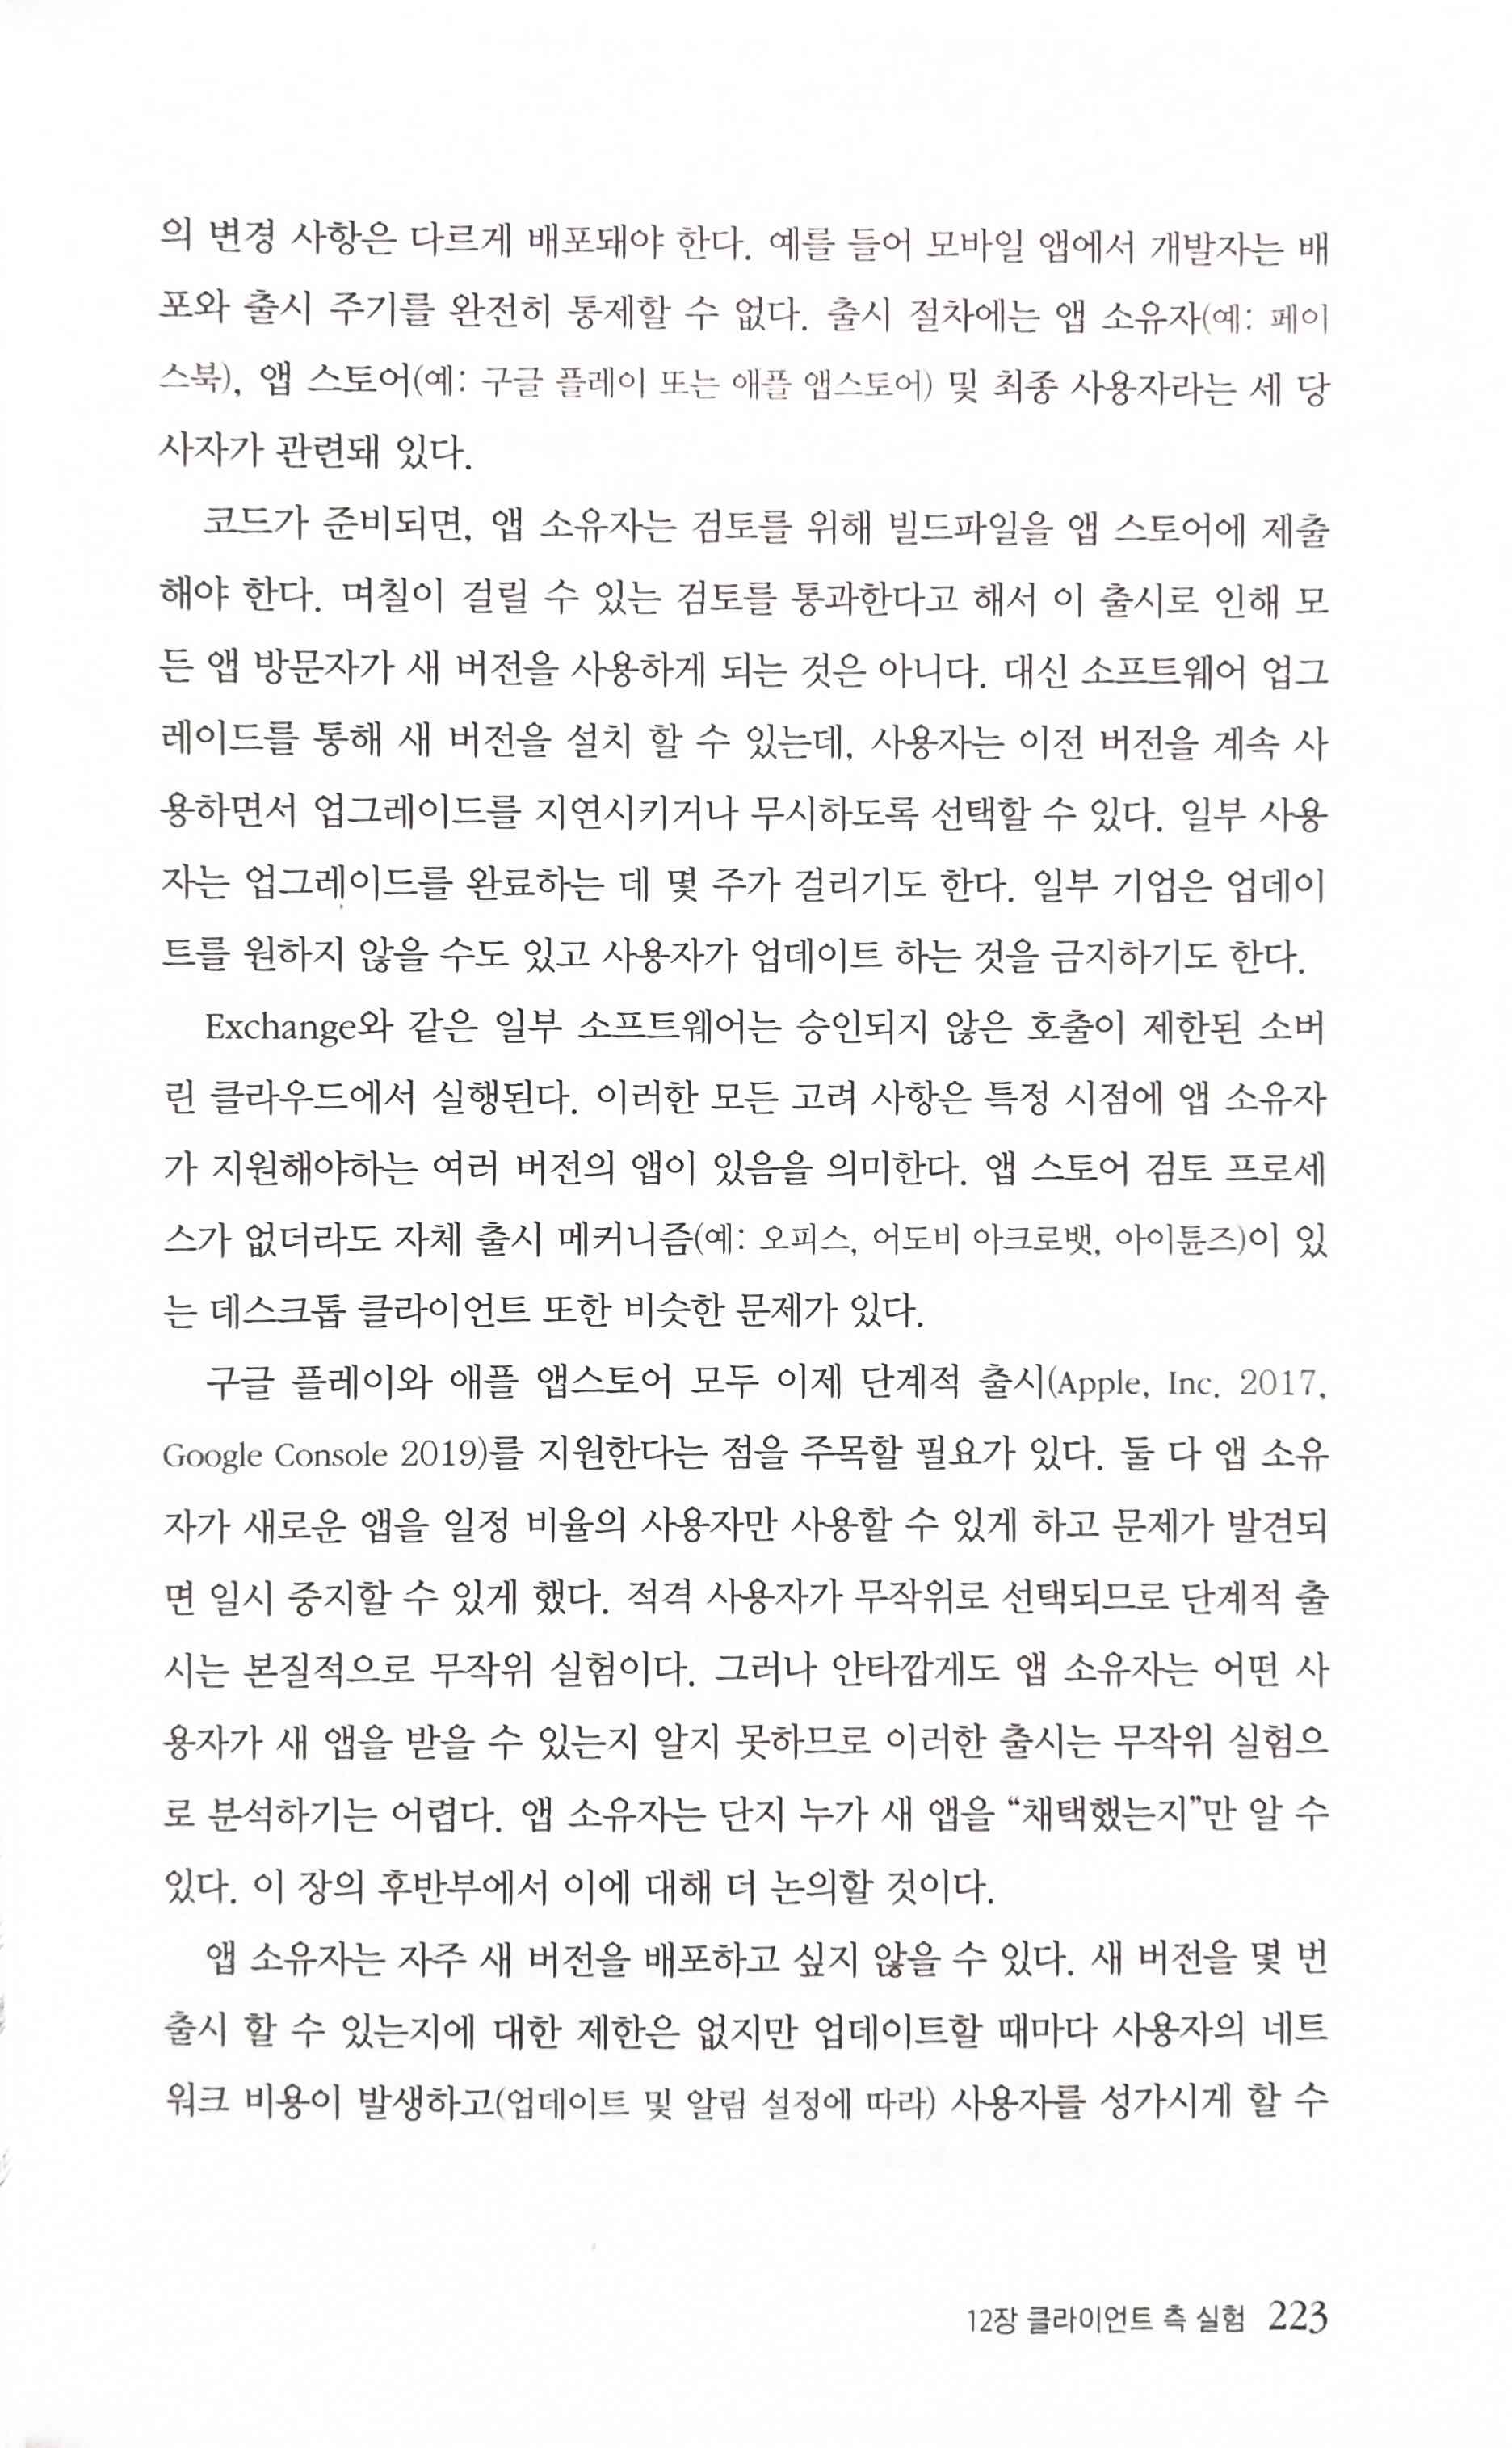 의 변경 사항은 다르게 배포돼야 한다. 예를 들어 모바일 앱에서 개발자는 배
포와 출시 주기를 완전히 통제할 수 없다. 출시 절차에는 앱 소유자(예: 페이
스북), 앱 스토어(예: 구글 플레이 또는 애플 앱스토어) 및 최종 사용자라는 세 당
사자가 관련돼 있다.
코드가 준비되면, 앱 소유자는 검토를 위해 빌드파일을 앱 스토어에 제출
해야 한다. 며칠이 걸릴 수 있는 검토를 통과한다고 해서 이 출시로 인해 모
든 앱 방문자가 새 버전을 사용하게 되는 것은 아니다. 대신 소프트웨어 업그
레이드를 통해 새 버전을 설치 할 수 있는데, 사용자는 이전 버전을 계속 사
용하면서 업그레이드를 지연시키거나 무시하도록 선택할 수 있다. 일부 사용
자는 업그레이드를 완료하는 데 몇 주가 걸리기도 한다. 일부 기업은 업데이
트를 원하지 않을 수도 있고 사용자가 업데이트 하는 것을 금지하기도 한다.
Exchange와 같은 일부 소프트웨어는 승인되지 않은 호출이 제한된 소버
린 클라우드에서 실행된다. 이러한 모든 고려 사항은 특정 시점에 앱 소유자
가 지원해야하는 여러 버전의 앱이 있음을 의미한다. 앱 스토어 검토 프로세
스가 없더라도 자체 출시 메커니즘(예: 오피스, 어도비 아크로뱃, 아이튠즈)이 있
는 데스크톱 클라이언트 또한 비슷한 문제가 있다.
구글 플레이와 애플 앱스토어 모두 이제 단계적 출시(Apple, Inc. 2017,
Google Console 2019)를 지원한다는 점을 주목할 필요가 있다. 둘 다 앱 소유
자가 새로운 앱을 일정 비율의 사용자만 사용할 수 있게 하고 문제가 발견되
면 일시 중지할 수 있게 했다. 적격 사용자가 무작위로 선택되므로 단계적 출
시는 본질적으로 무작위 실험이다. 그러나 안타깝게도 앱 소유자는 어떤 사
용자가 새 앱을 받을 수 있는지 알지 못하므로 이러한 출시는 무작위 실험으
로 분석하기는 어렵다. 앱 소유자는 단지 누가 새 앱을 “채택했는지”만 알 수
있다. 이 장의 후반부에서 이에 대해 더 논의할 것이다.
앱 소유자는 자주 새 버전을 배포하고 싶지 않을 수 있다. 새 버전을 몇 번
출시 할 수 있는지에 대한 제한은 없지만 업데이트할 때마다 사용자의 네트
워크 비용이 발생하고(업데이트 및 알림 설정에 따라) 사용자를 성가시게 할 수
12장 클라이언트 측 실험 223